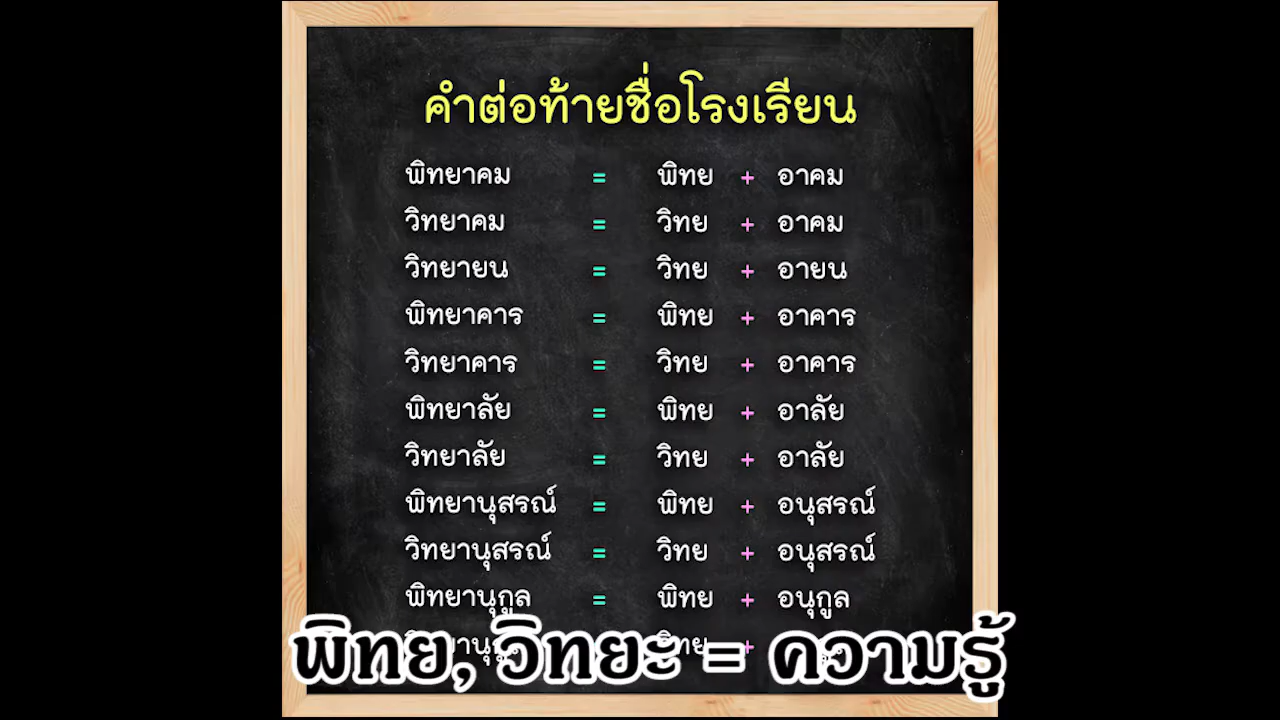 คำต่อท้ายชื่อโรงเรียน
พิทยาคม = พิทย + อาคม
วิทยาคม = วิทย + อาคม
วิทยายน = วิทย + อายน
พิทยาคาร = พิทย + อาคาร
วิทยาคาร = วิทย + อาคาร
พิทยาลัย = พิทย + อาลัย
วิทยาลัย = วิทย + อาลัย
พิทยานุสรณ์ = พิทย + อนุสรณ์
วิทยานุสรณ์ = วิทย + อนุสรณ์
พิทยานุกูล = พิทย + อนุกูล
พิทย, วิทยะ = ความรู้